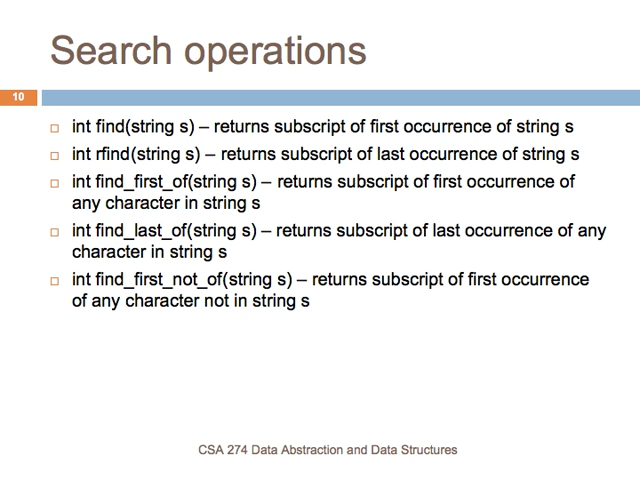 Search operations
10
int find(string s) – returns subscript of first occurrence of string s
int rfind(string s) – returns subscript of last occurrence of string s
int find_first_of(string s) – returns subscript of first occurrence of
any character in string s
int find_last_of(string s) – returns subscript of last occurrence of any
character in string s
int find_first_not_of(string s) – returns subscript of first occurrence
of any character not in string s
CSA 274 Data Abstraction and Data Structures